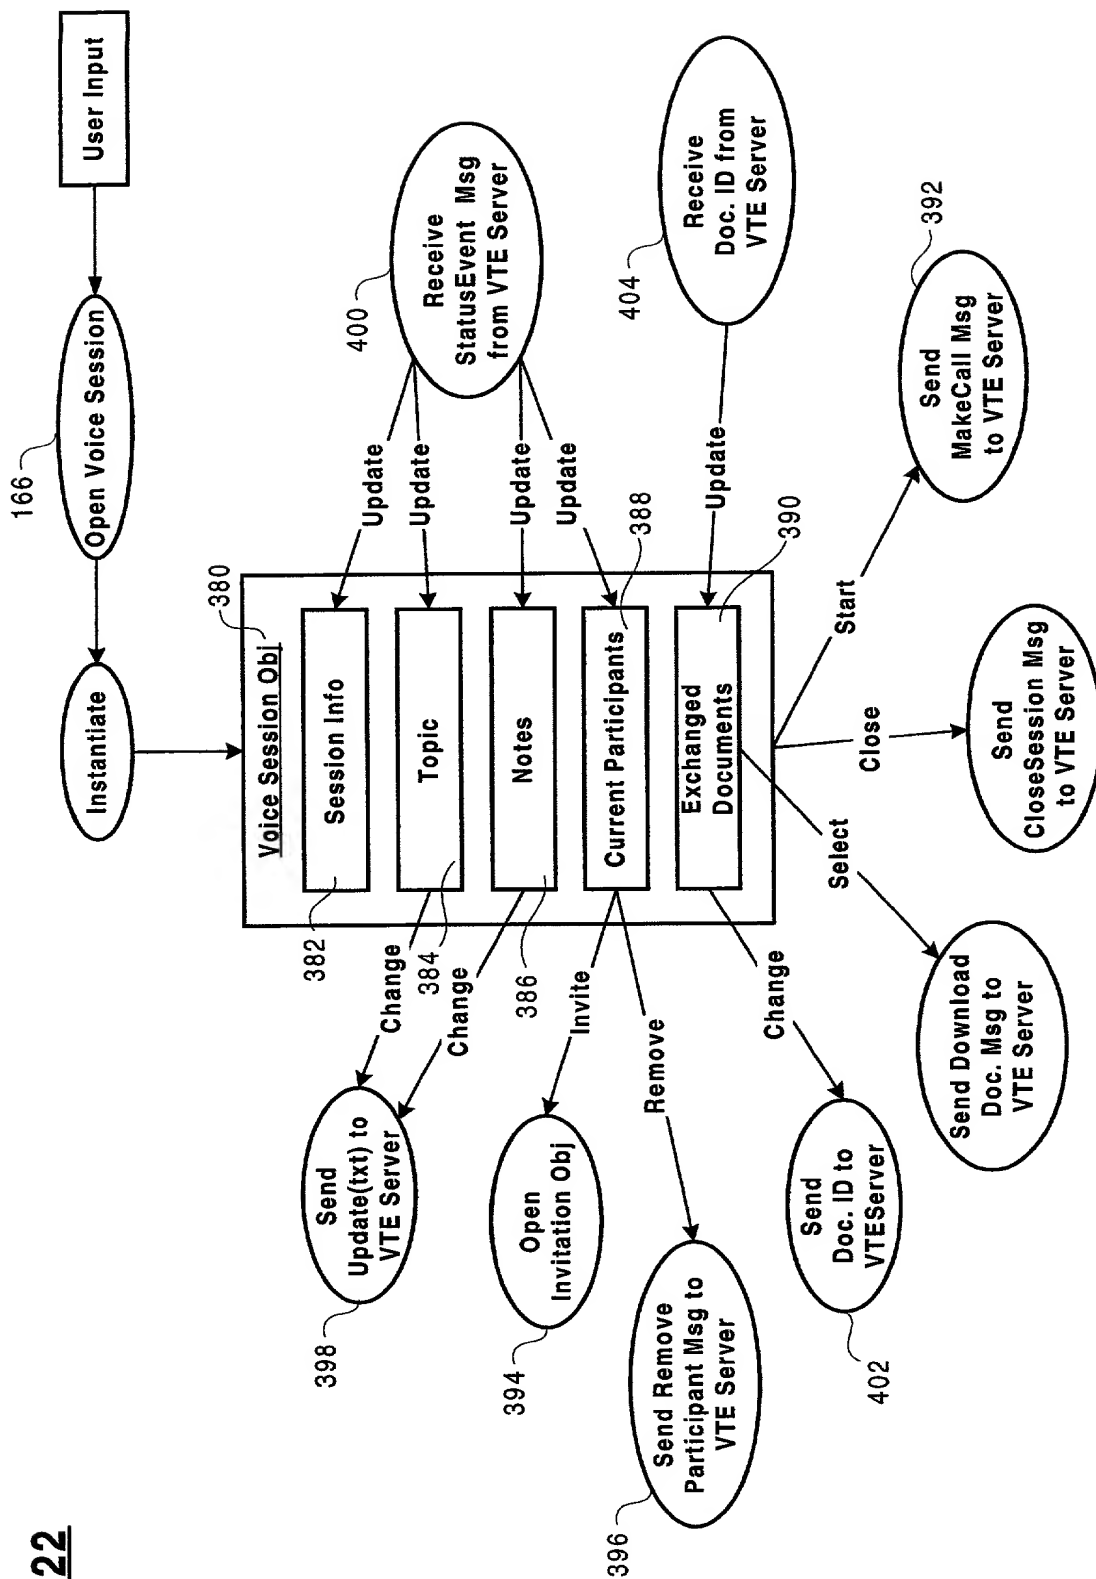 22
User Input
166
Open Voice Session
Instantiate
380
Voice Session Obj
382
Session Info
384
Topic
386
Notes
388
Current Participants
390
Exchanged
Documents
Update
Update
Update
Update
Update
400
Receive
StatusEvent Msg
from VTE Server
404
Receive
Doc. ID from
VTE Server
Change
Change
398
Send
Update(txt) to
VTE Server
Invite
394
Open
Invitation Obj
Remove
396
Send Remove
Participant Msg to
VTE Server
Change
402
Send
Doc. ID to
VTEServer
Select
Send Download
Doc. Msg to
VTE Server
Close
Send
CloseSession Msg
to VTE Server
Start
392
Send
MakeCall Msg
to VTE Server